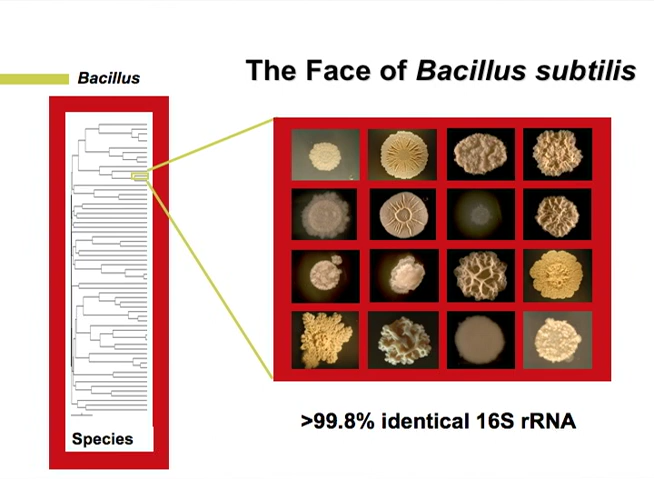 The Face of Bacillus subtilis
Bacillus
>99.8% identical 16S rRNA
Species